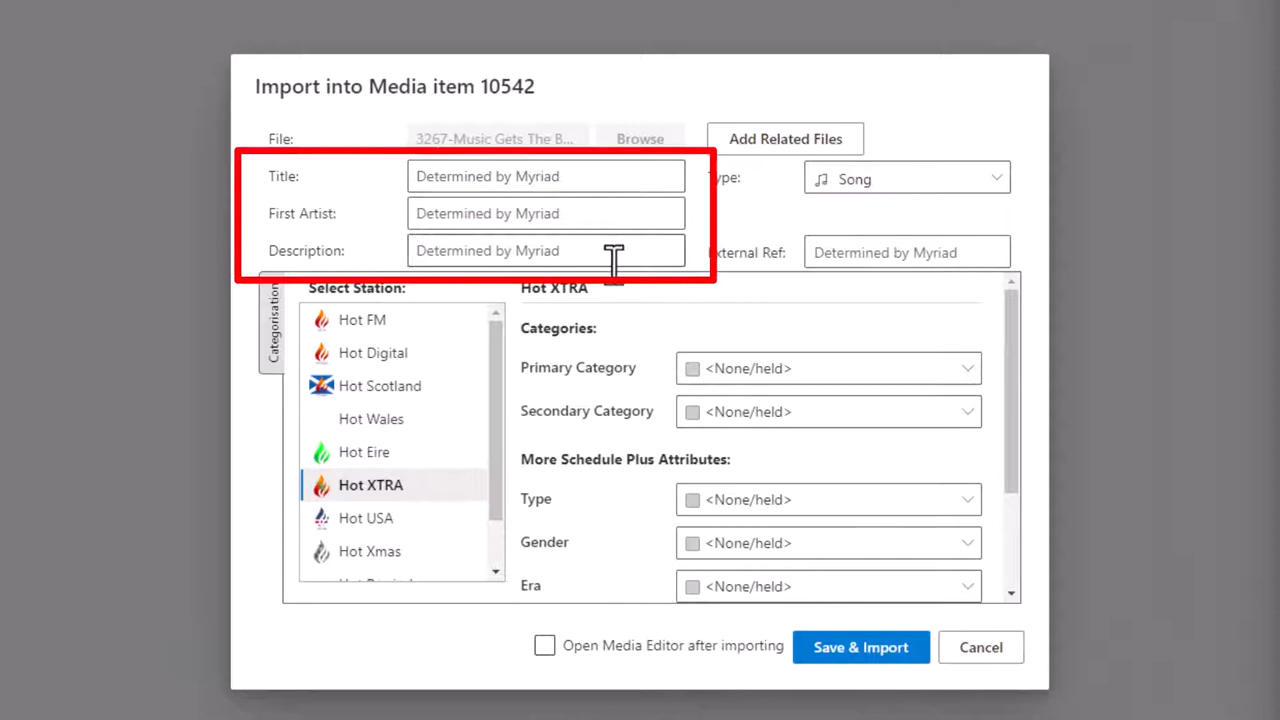 Import into Media item 10542
File: 3267-Music Gets The B... Browse Add Related Files
Title: Determined by Myriad Type: Song
First Artist: Determined by Myriad
Description: Determined by Myriad External Ref: Determined by Myriad
Categorisation
Select Station:
Hot FM
Hot Digital
Hot Scotland
Hot Wales
Hot Eire
Hot XTRA
Hot USA
Hot Xmas
Hot XTRA
Categories:
Primary Category <None/held>
Secondary Category <None/held>
More Schedule Plus Attributes:
Type <None/held>
Gender <None/held>
Era <None/held>
Open Media Editor after importing Save & Import Cancel